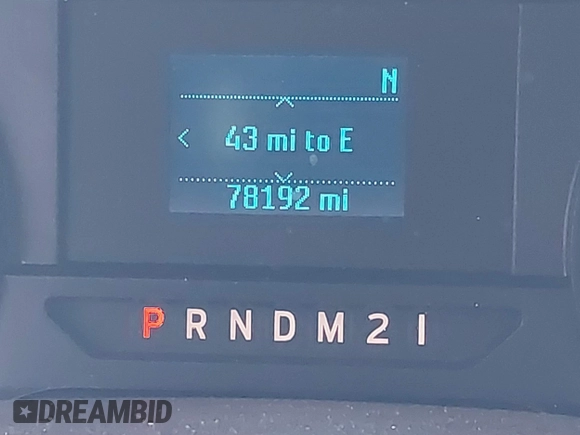 N
43 mi to E
78192 mi
P R N D M 2 1
DREAMBID